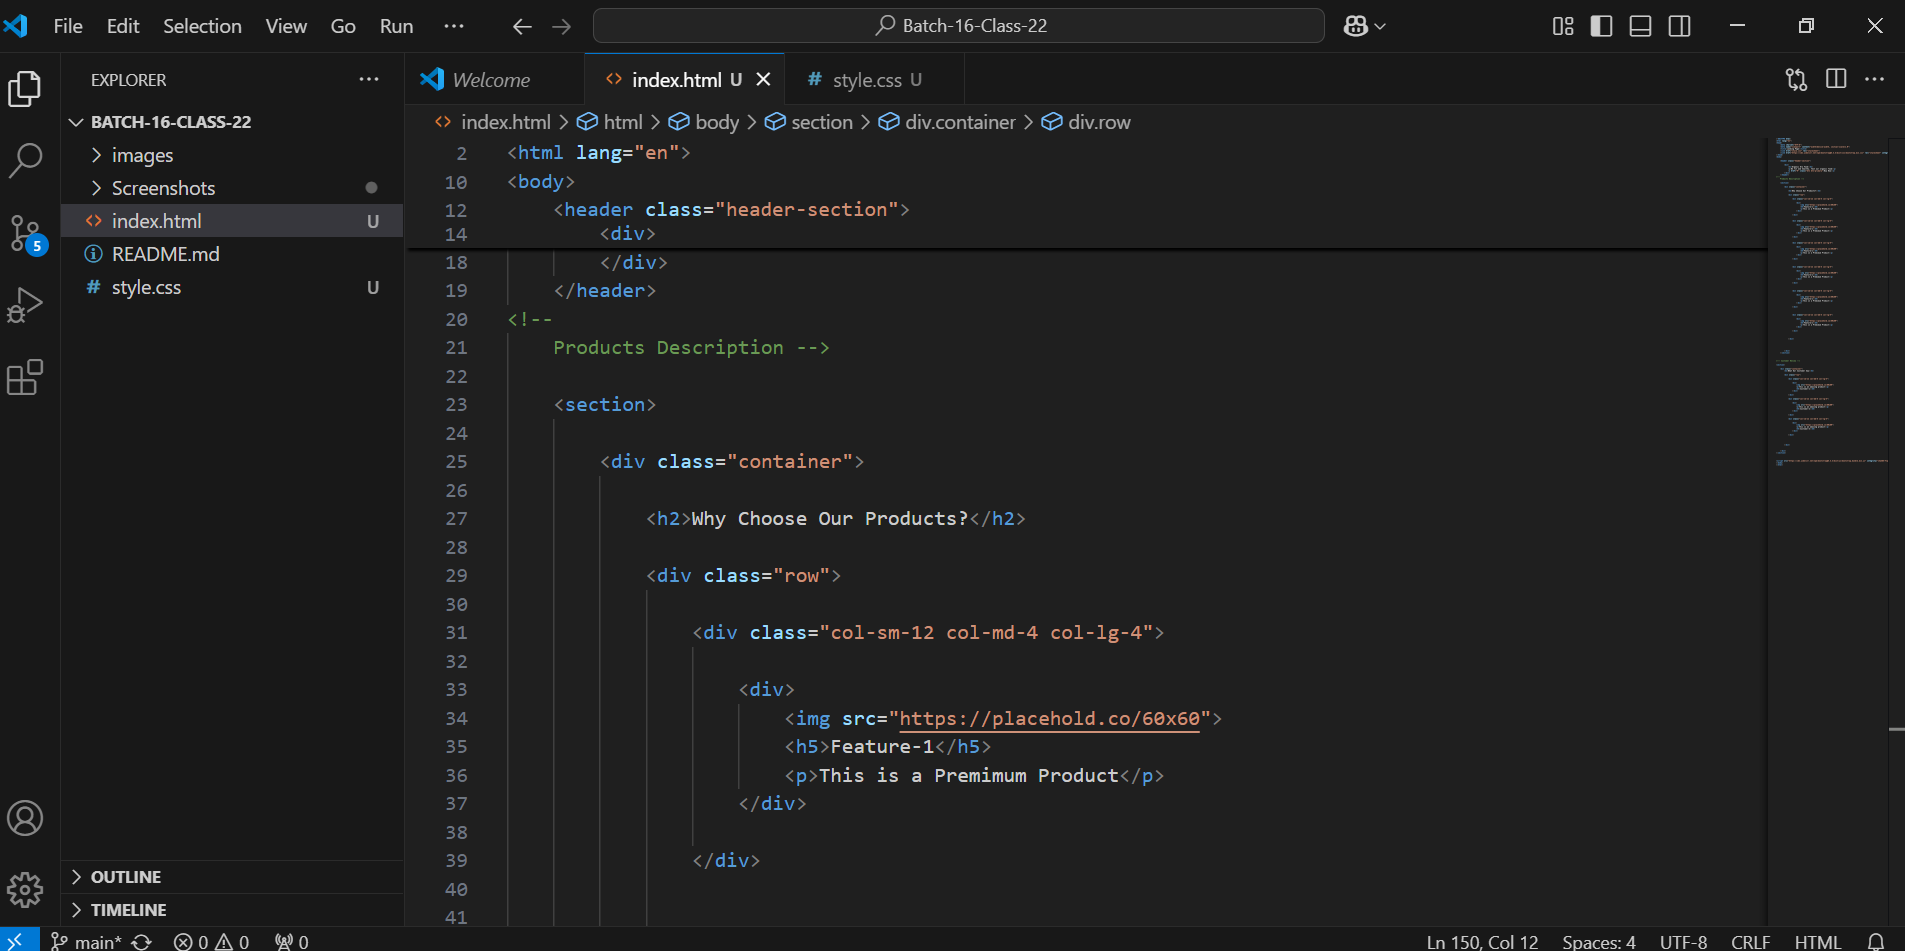 File Edit Selection View Go Run ··· Batch-16-Class-22
EXPLORER ···
BATCH-16-CLASS-22
images
Screenshots
index.html U
README.md
style.css U
OUTLINE
TIMELINE
Welcome index.html U style.css U
index.html > html > body > section > div.container > div.row
2 <html lang="en">
10 <body>
12 <header class="header-section">
14 <div>
18 </div>
19 </header>
20 <!--
21 Products Description -->
22
23 <section>
24
25 <div class="container">
26
27 <h2>Why Choose Our Products?</h2>
28
29 <div class="row">
30
31 <div class="col-sm-12 col-md-4 col-lg-4">
32
33 <div>
34 <img src="https://placehold.co/60x60">
35 <h5>Feature-1</h5>
36 <p>This is a Premimum Product</p>
37 </div>
38
39 </div>
40
41
5
main* 0 0 0 Ln 150, Col 12 Spaces: 4 UTF-8 CRLF HTML